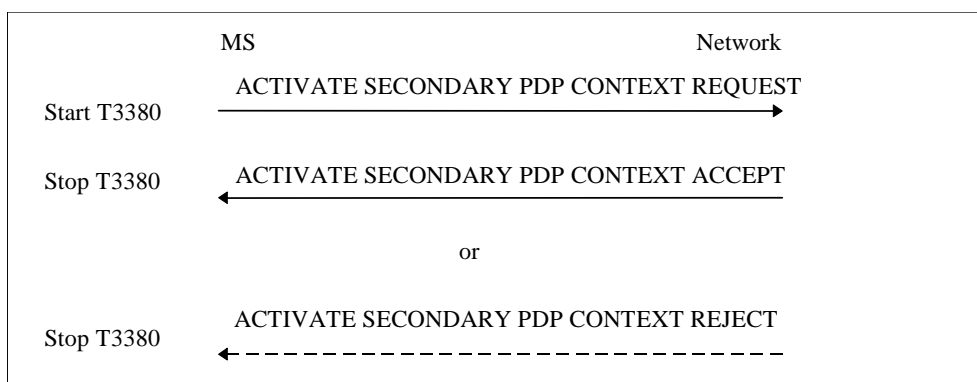 MS Network
ACTIVATE SECONDARY PDP CONTEXT REQUEST
Start T3380
Stop T3380 ACTIVATE SECONDARY PDP CONTEXT ACCEPT
or
ACTIVATE SECONDARY PDP CONTEXT REJECT
Stop T3380